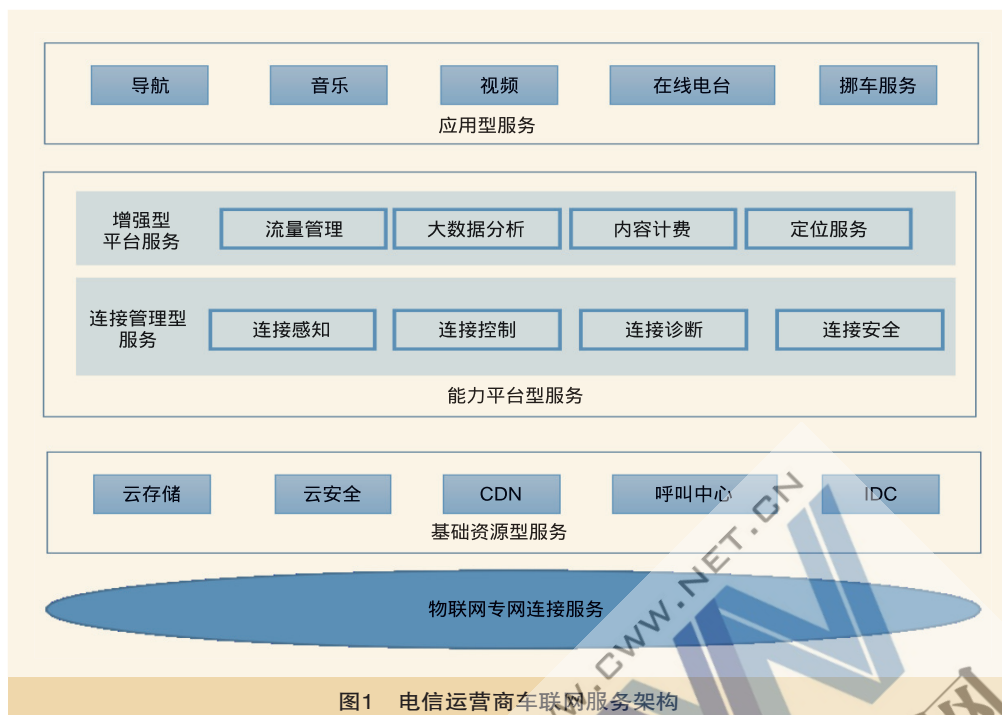 导航 音乐 视频 在线电台 挪车服务
应用型服务
增强型
平台服务
流量管理 大数据分析 内容计费 定位服务
连接管理型
服务
连接感知 连接控制 连接诊断 连接安全
能力平台型服务
云存储 云安全 CDN 呼叫中心 IDC
基础资源型服务
物联网专网连接服务
图1 电信运营商车联网服务架构
.CWW.NET.CN
网